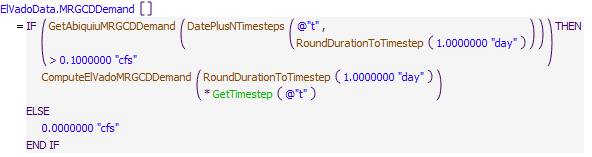 ElVadoData.MRGCDDemand []
= IF ( GetAbiquiuMRGCDDemand ( DatePlusNTimesteps ( @"t" ,
RoundDurationToTimestep ( 1.0000000 "day" ) ) ) ) THEN
> 0.1000000 "cfs"
ComputeElVadoMRGCDDemand ( RoundDurationToTimestep ( 1.0000000 "day" ) )
* GetTimestep ( @"t" )
ELSE
0.0000000 "cfs"
END IF